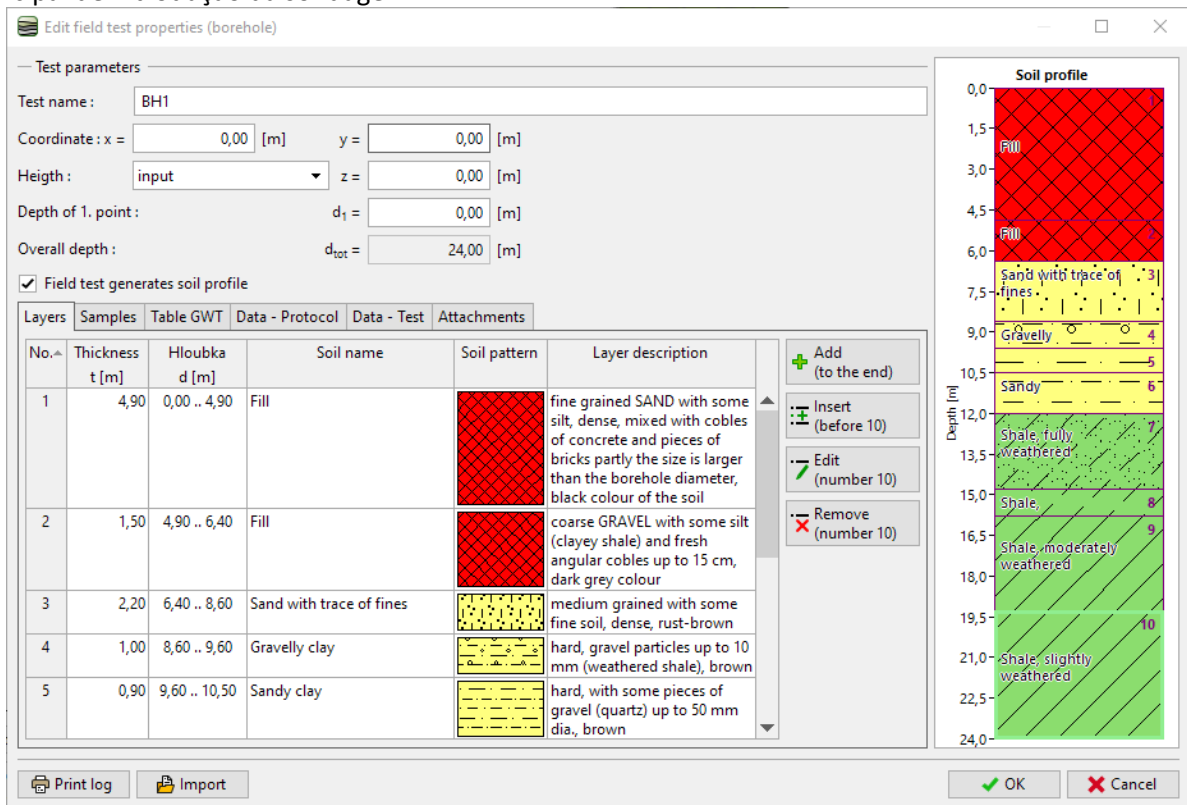 Edit field test properties (borehole)
Test parameters
Test name :
BH1
Coordinate : x =
0,00
[m]
y =
0,00
[m]
Heigth :
input
z =
0,00
[m]
Depth of 1. point :
d1 =
0,00
[m]
Overall depth :
dtot =
24,00
[m]
Field test generates soil profile
Layers
Samples
Table GWT
Data - Protocol
Data - Test
Attachments
No.
Thickness
t [m]
Hloubka
d [m]
Soil name
Soil pattern
Layer description
1
4,90
0,00 .. 4,90
Fill
fine grained SAND with some
silt, dense, mixed with cobles
of concrete and pieces of
bricks partly the size is larger
than the borehole diameter,
black colour of the soil
2
1,50
4,90 .. 6,40
Fill
coarse GRAVEL with some silt
(clayey shale) and fresh
angular cobles up to 15 cm,
dark grey colour
3
2,20
6,40 .. 8,60
Sand with trace of fines
medium grained with some
fine soil, dense, rust-brown
4
1,00
8,60 .. 9,60
Gravelly clay
hard, gravel particles up to 10
mm (weathered shale), brown
5
0,90
9,60 .. 10,50
Sandy clay
hard, with some pieces of
gravel (quartz) up to 50 mm
dia., brown
Add
(to the end)
Insert
(before 10)
Edit
(number 10)
Remove
(number 10)
Print log
Import
Soil profile
Depth [m]
0,0
1,5
3,0
4,5
6,0
7,5
9,0
10,5
12,0
13,5
15,0
16,5
18,0
19,5
21,0
22,5
24,0
1
Fill
2
Fill
3
Sand with trace of
fines
4
Gravelly
5
6
Sandy
7
Shale, fully
weathered
8
Shale,
9
Shale, moderately
weathered
10
Shale, slightly
weathered
OK
Cancel